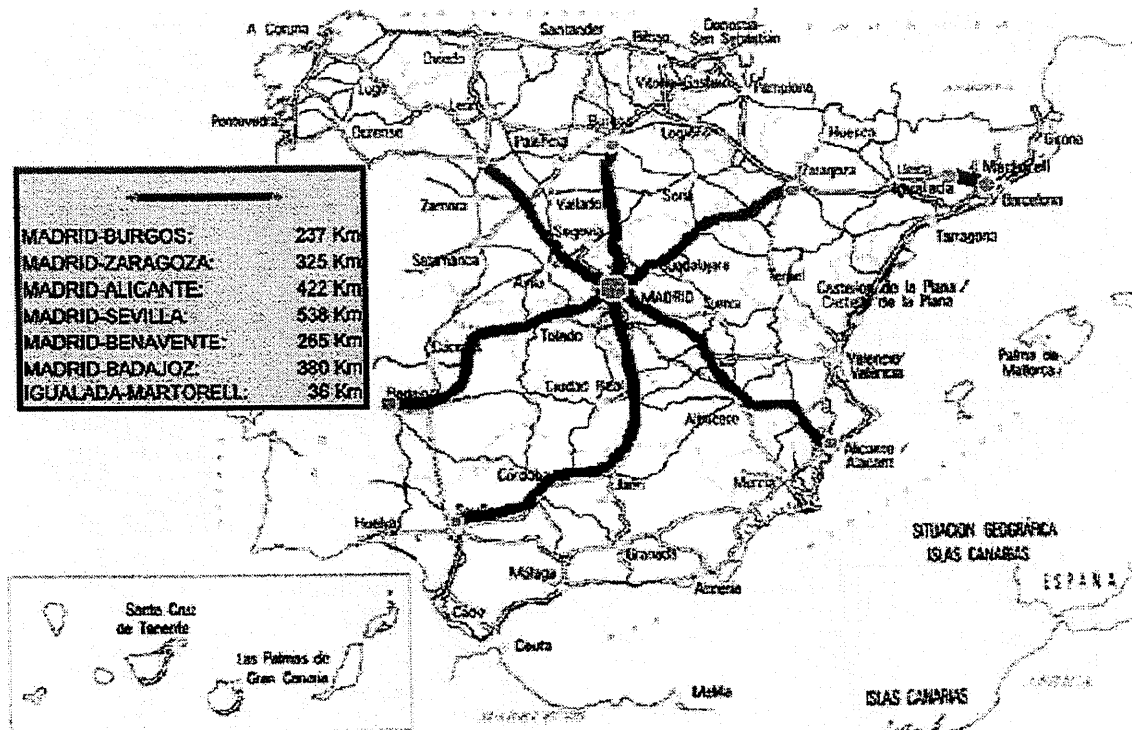 A Coruña
Santander
Bilbao
Donostia-
San Sebastián
Oviedo
Lugo
Vitoria-Gasteiz
Pamplona
León
Pontevedra
Ourense
Palencia
Burgos
Logroño
Huesca
Girona
Zaragoza
Lleida
Martorell
Igualada
Barcelona
Zamora
Vallado
Soria
Tarragona
Segovia
Salamanca
Guadalajara
Avila
MADRID
Teruel
Castellón de la Plana /
Castelló de la Plana
Cuenca
Toledo
Cáceres
Valencia/
València
Palma de
Mallorca
MADRID-BURGOS: 237 Km
MADRID-ZARAGOZA: 325 Km
MADRID-ALICANTE: 422 Km
MADRID-SEVILLA: 538 Km
MADRID-BENAVENTE: 265 Km
MADRID-BADAJOZ: 380 Km
IGUALADA-MARTORELL: 36 Km
Ciudad Real
Albacete
Alicante /
Alacant
Córdoba
Jaén
Murcia
Huelva
Granada
Málaga
Almería
Cádiz
Ceuta
Melilla
MARRUECOS
SITUACION GEOGRÁFICA
ISLAS CANARIAS
ESPAÑA
ISLAS CANARIAS
Santa Cruz
de Tenerife
Las Palmas de
Gran Canaria